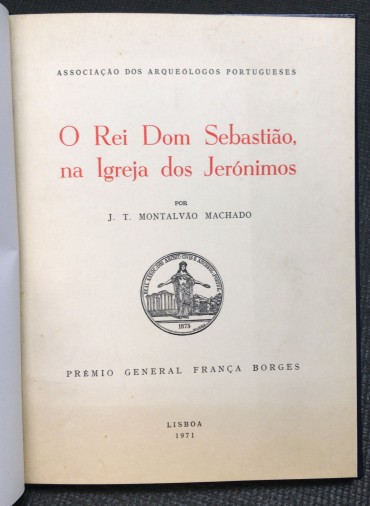 ASSOCIAÇÃO DOS ARQUEÓLOGOS PORTUGUESES
O Rei Dom Sebastião,
na Igreja dos Jerónimos
POR
J. T. MONTALVÃO MACHADO
1875
PRÉMIO GENERAL FRANÇA BORGES
LISBOA
1971